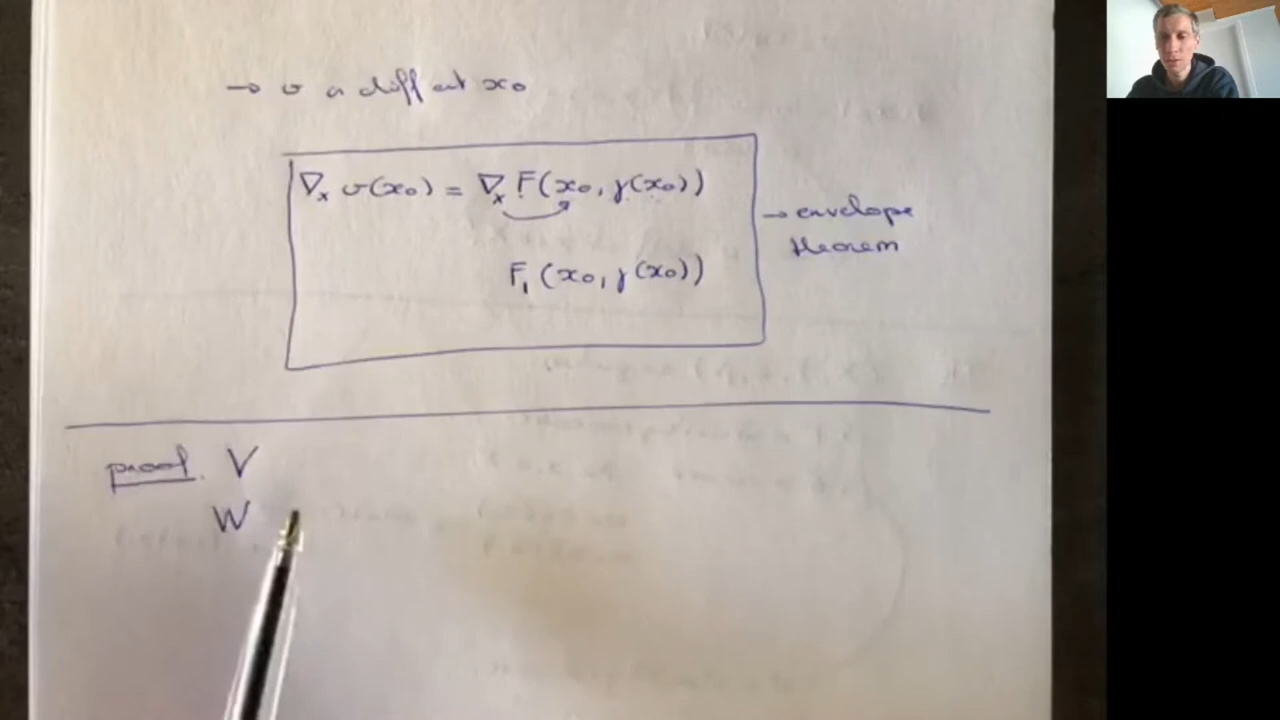 → v is diff at x₀
∇ₓ v(x₀) = ∇ₓ F(x₀, y(x₀))
→ envelope
theorem
F₁(x₀, y(x₀))
proof. V
W